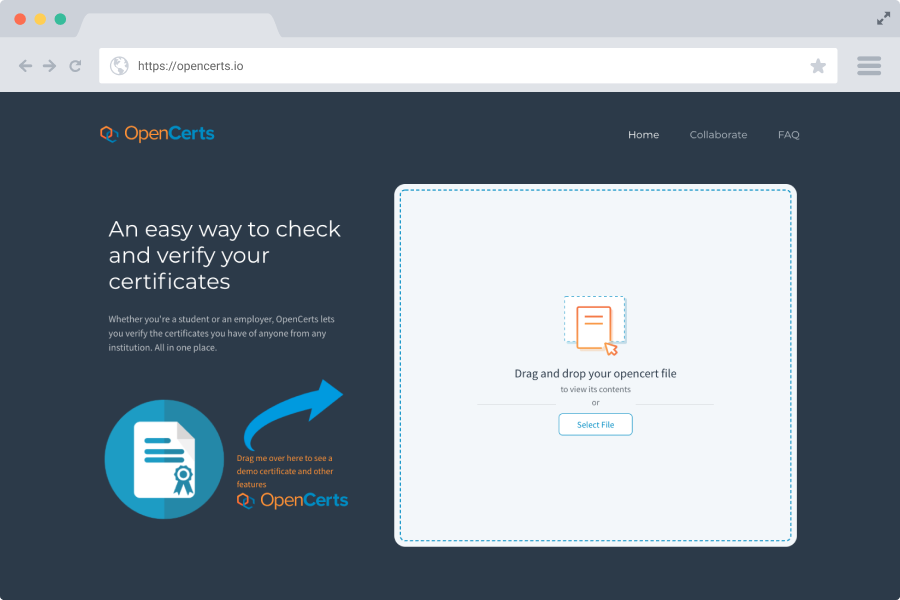 https://opencerts.io
OpenCerts
Home
Collaborate
FAQ
An easy way to check
and verify your
certificates
Whether you're a student or an employer, OpenCerts lets
you verify the certificates you have of anyone from any
institution. All in one place.
Drag me over here to see a
demo certificate and other
features
OpenCerts
Drag and drop your opencert file
to view its contents
or
Select File